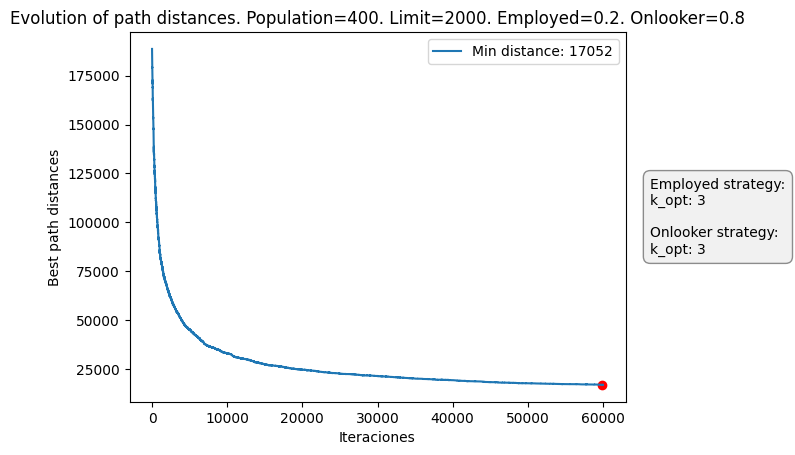 Evolution of path distances. Population=400. Limit=2000. Employed=0.2. Onlooker=0.8
Min distance: 17052
175000
150000
125000
100000
75000
50000
25000
Best path distances
0
10000
20000
30000
40000
50000
60000
Iteraciones
Employed strategy:
k_opt: 3
Onlooker strategy:
k_opt: 3